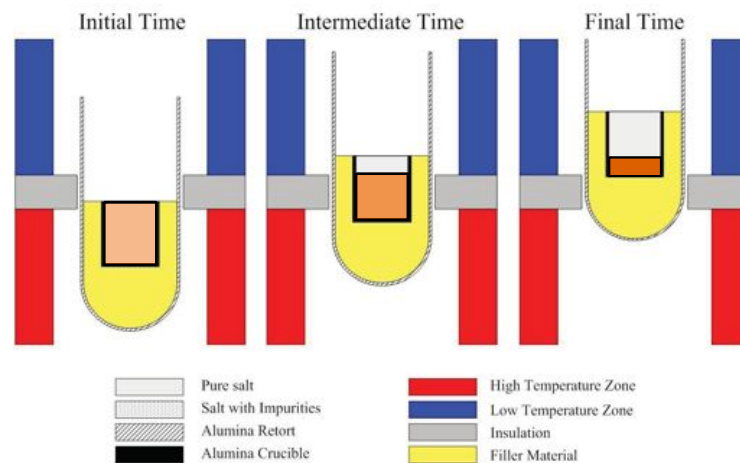 Initial Time
Intermediate Time
Final Time
Pure salt
Salt with Impurities
Alumina Retort
Alumina Crucible
High Temperature Zone
Low Temperature Zone
Insulation
Filler Material